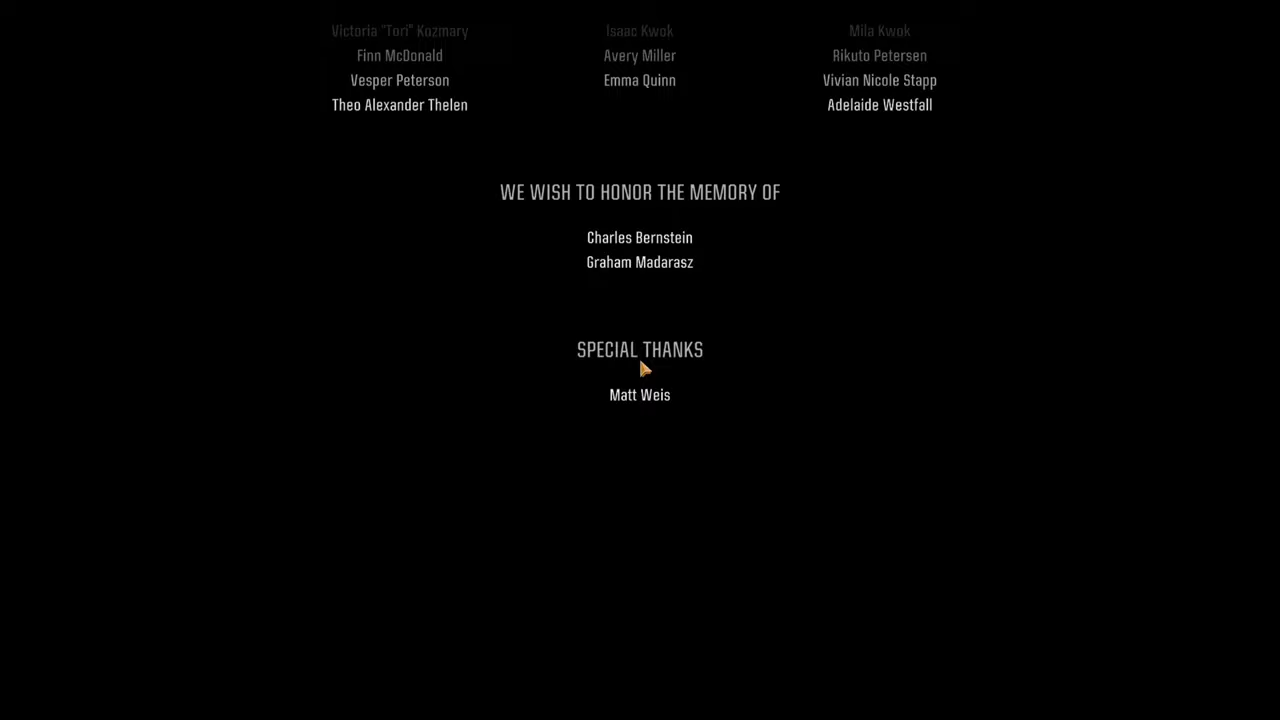 Victoria "Tori" Kozmary Isaac Kwok Mila Kwok
Finn McDonald Avery Miller Rikuto Petersen
Vesper Peterson Emma Quinn Vivian Nicole Stapp
Theo Alexander Thelen Adelaide Westfall
WE WISH TO HONOR THE MEMORY OF
Charles Bernstein
Graham Madarasz
SPECIAL THANKS
Matt Weis